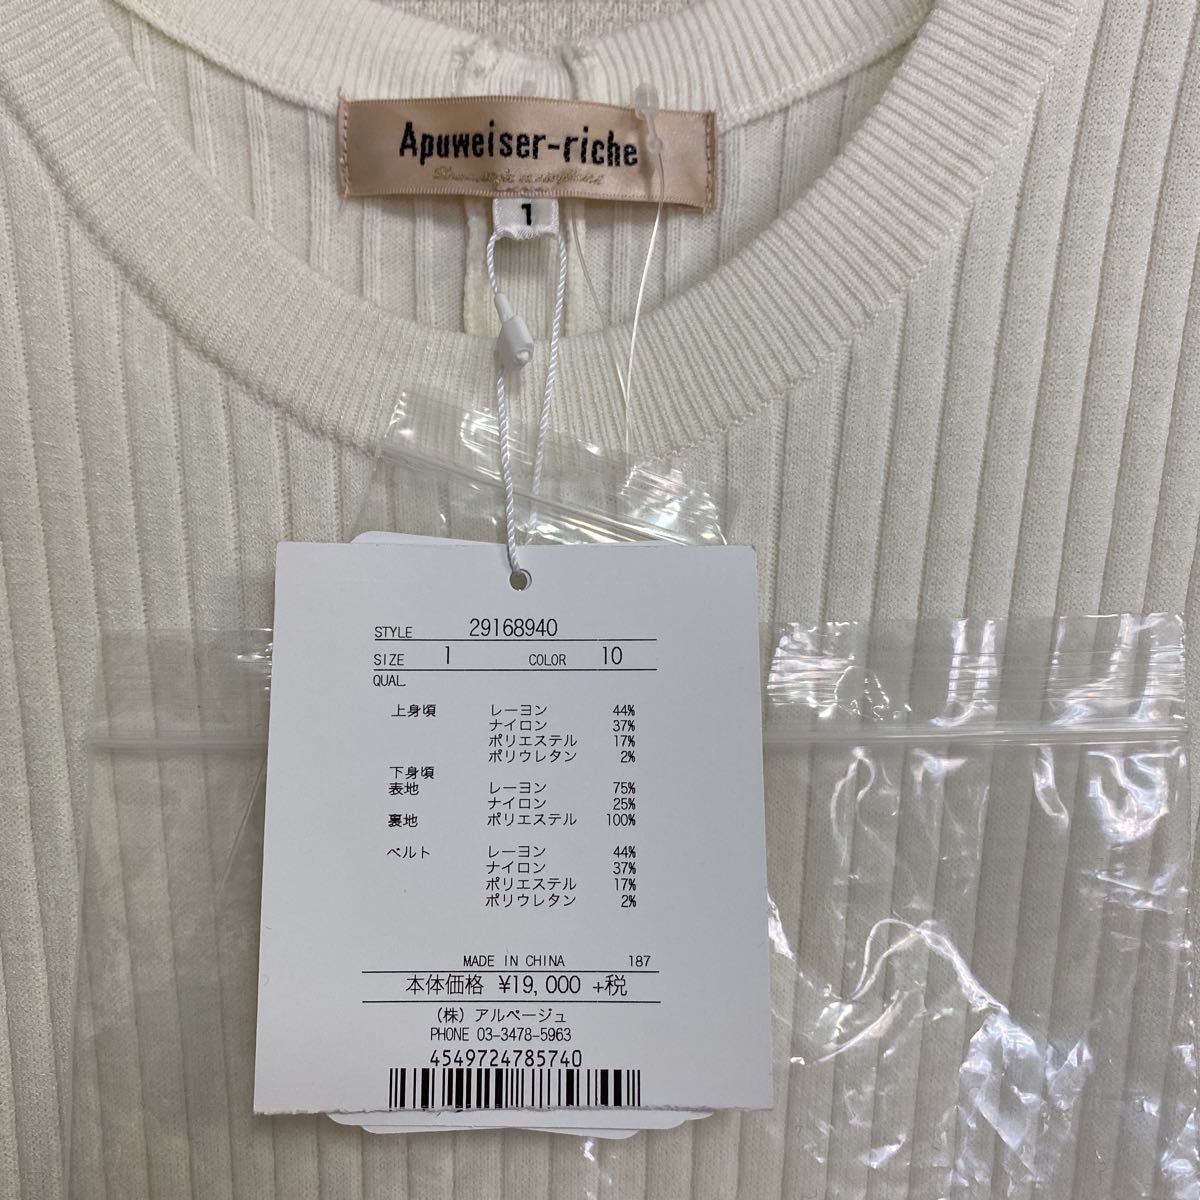 Apuweiser-riche
1
STYLE 29168940
SIZE 1 COLOR 10
QUAL
上身頃 レーヨン 44%
ナイロン 37%
ポリエステル 17%
ポリウレタン 2%
下身頃
表地 レーヨン 75%
ナイロン 25%
裏地 ポリエステル 100%
ベルト レーヨン 44%
ナイロン 37%
ポリエステル 17%
ポリウレタン 2%
MADE IN CHINA 187
本体価格 ¥19,000 +税
(株) アルページュ
PHONE 03-3478-5963
4549724785740